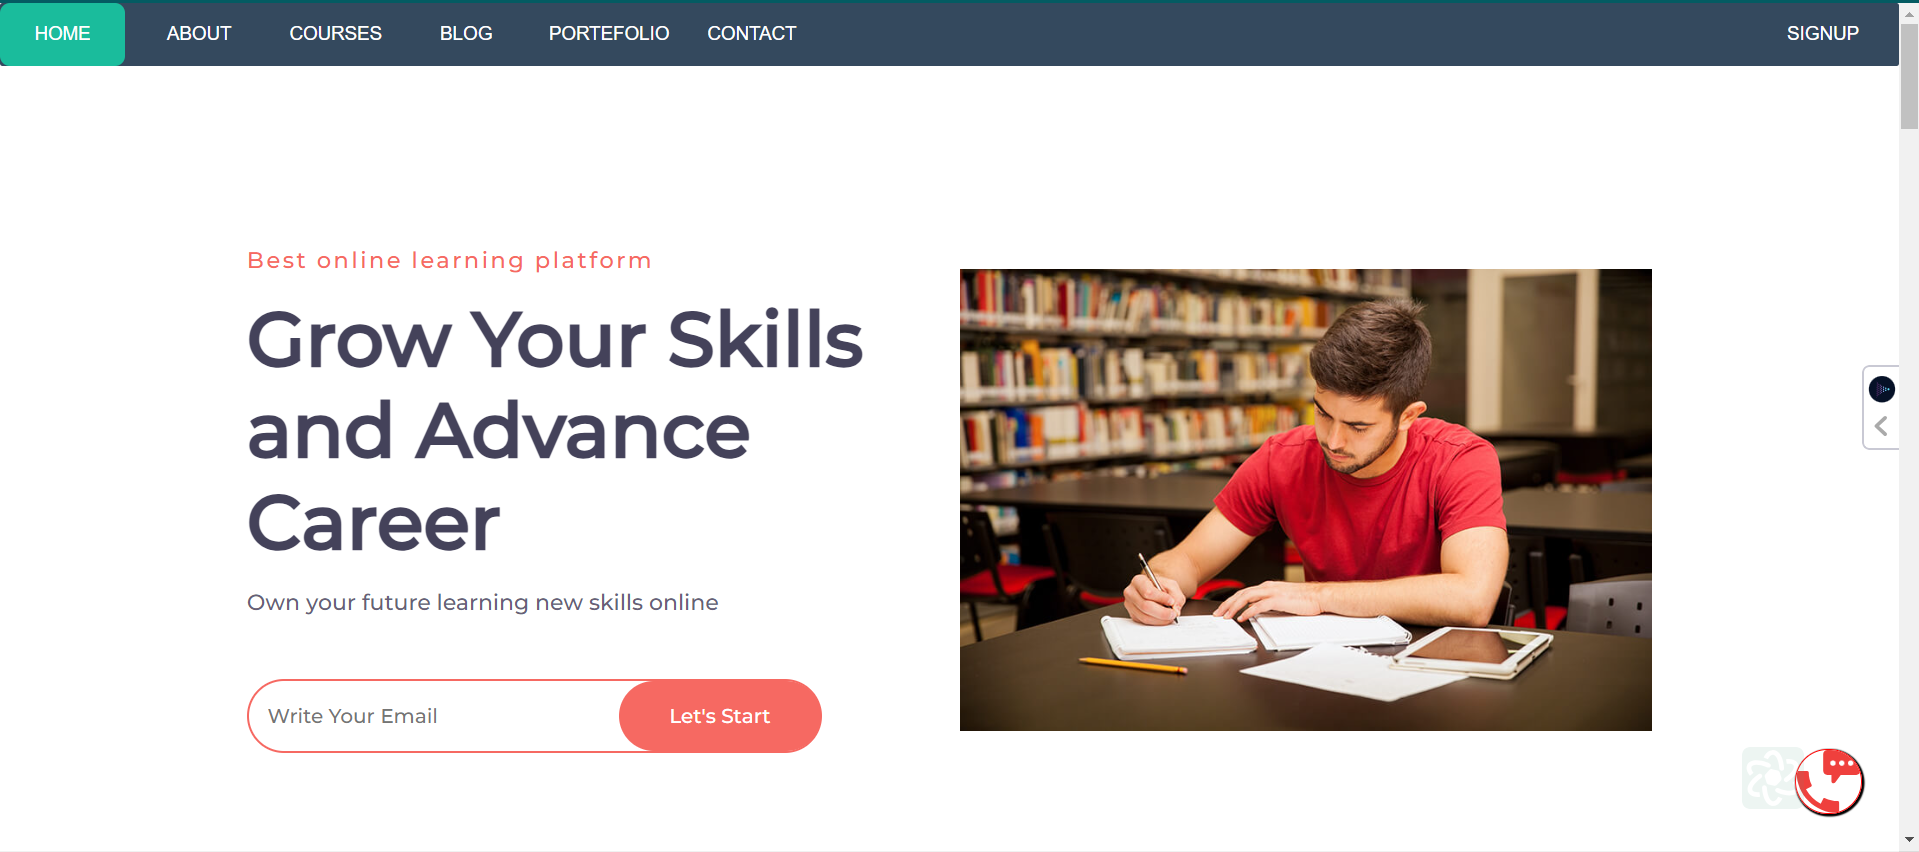 HOME ABOUT COURSES BLOG PORTEFOLIO CONTACT SIGNUP
Best online learning platform
Grow Your Skills
and Advance
Career
Own your future learning new skills online
Write Your Email Let's Start